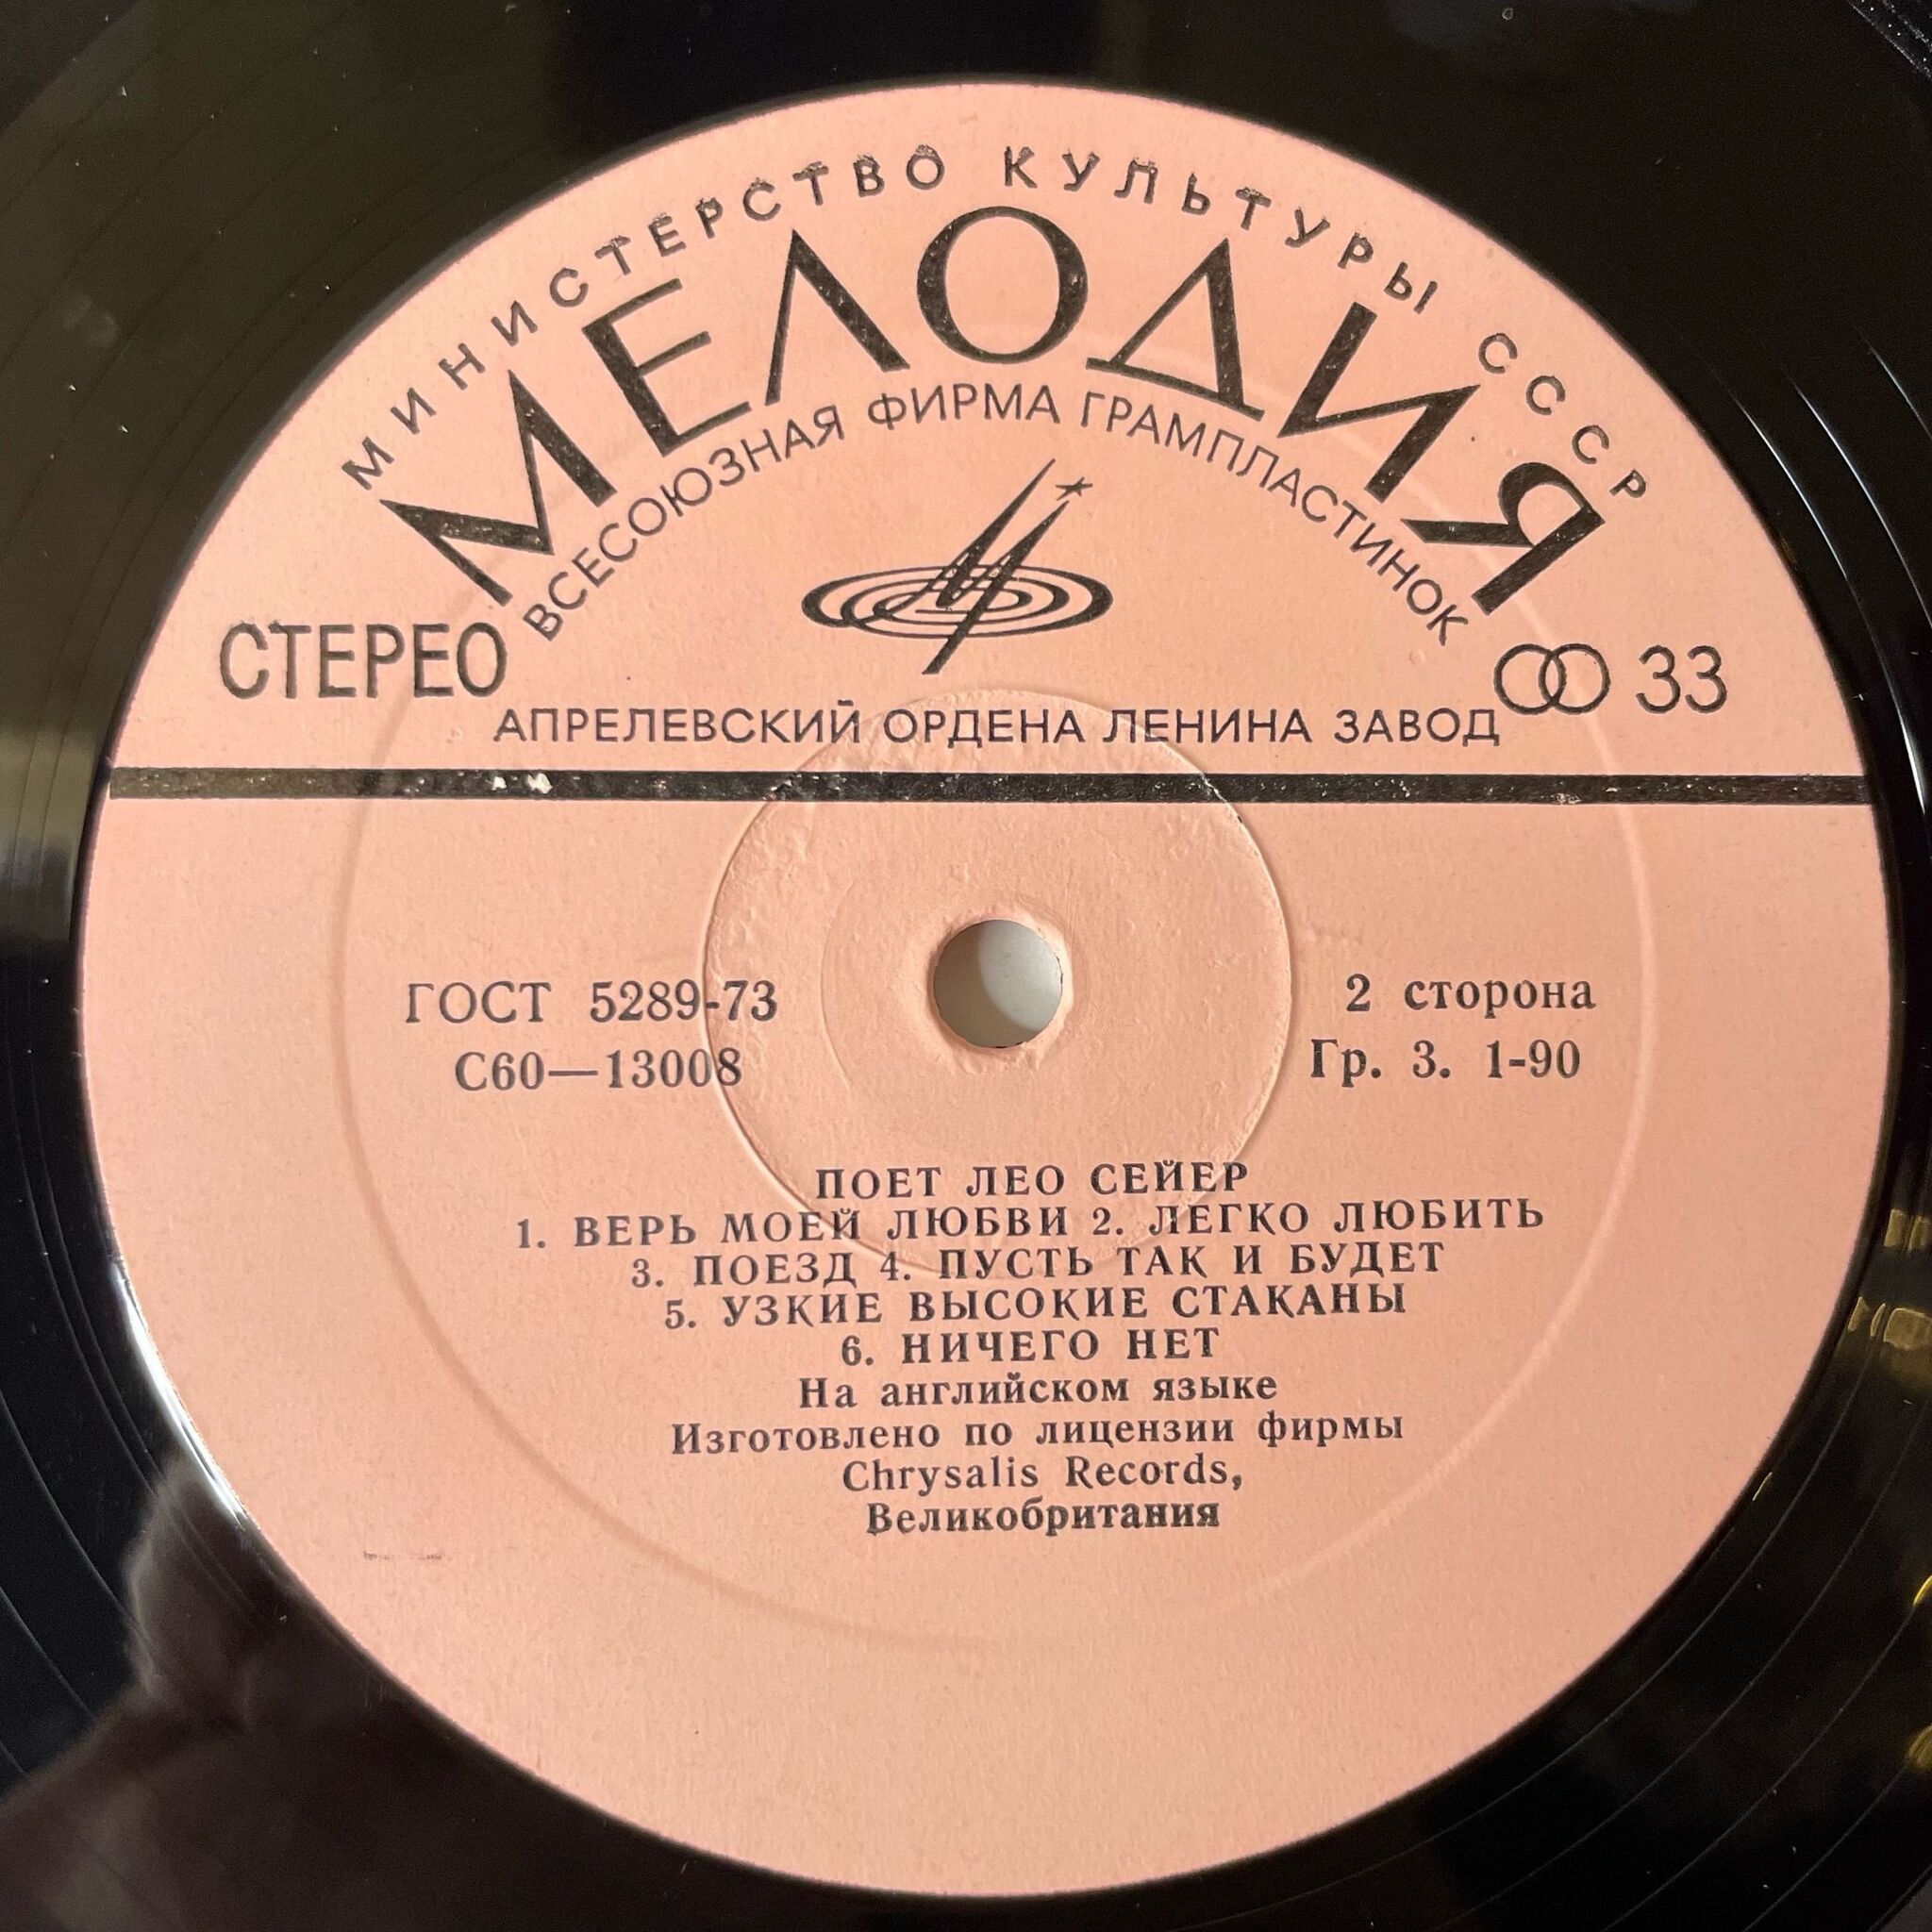 МИНИСТЕРСТВО КУЛЬТУРЫ СССР
МЕЛОДИЯ
ВСЕСОЮЗНАЯ ФИРМА ГРАМПЛАСТИНОК
СТЕРЕО
33
АПРЕЛЕВСКИЙ ОРДЕНА ЛЕНИНА ЗАВОД
ГОСТ 5289-73
С60—13008
2 сторона
Гр. 3. 1-90
ПОЕТ ЛЕО СЕЙЕР
1. ВЕРЬ МОЕЙ ЛЮБВИ 2. ЛЕГКО ЛЮБИТЬ
3. ПОЕЗД 4. ПУСТЬ ТАК И БУДЕТ
5. УЗКИЕ ВЫСОКИЕ СТАКАНЫ
6. НИЧЕГО НЕТ
На английском языке
Изготовлено по лицензии фирмы
Chrysalis Records,
Великобритания